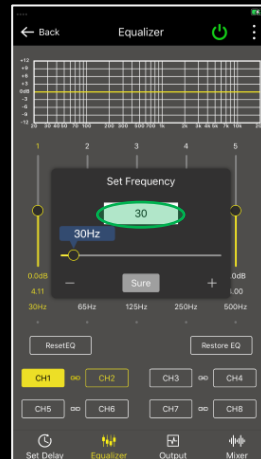 Back Equalizer
+12
+9
+6
+3
0dB
-3
-6
-9
-12
1 2 3 4 5
Set Frequency
30
30Hz
— Sure +
0.0dB 0dB
4.11 .00
30Hz 65Hz 125Hz 250Hz 500Hz
ResetEQ Restore EQ
CH1 CH2 CH3 CH4
CH5 CH6 CH7 CH8
Set Delay Equalizer Output Mixer